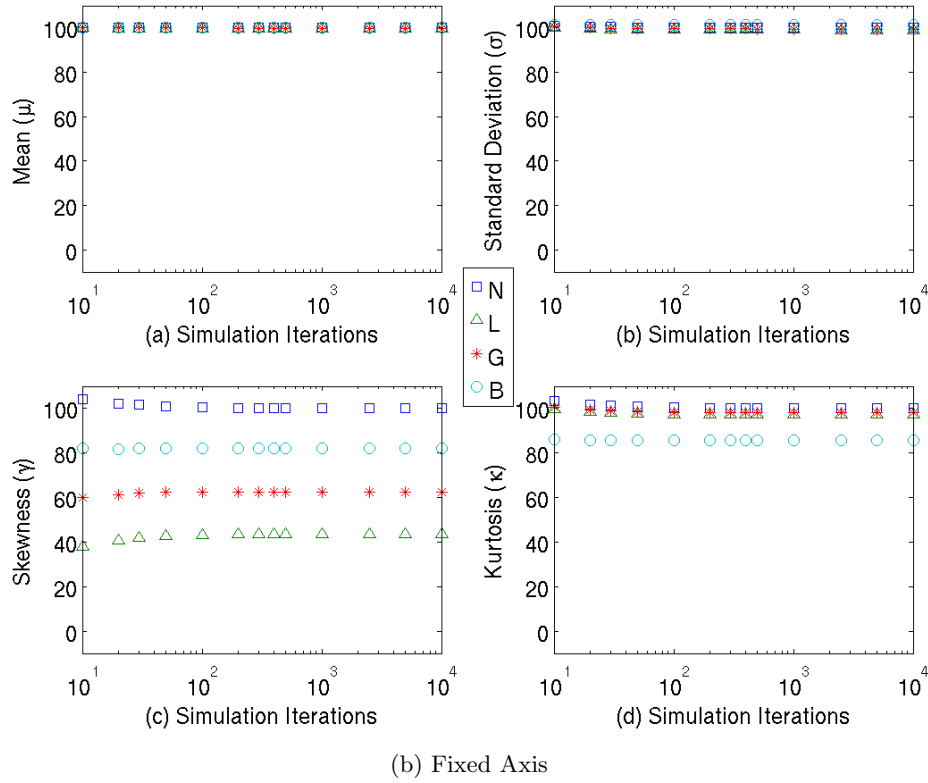 100
80
60
40
20
0
Mean (μ)
10^1 10^2 10^3 10^4
(a) Simulation Iterations
100
80
60
40
20
0
Standard Deviation (σ)
10^1 10^2 10^3 10^4
(b) Simulation Iterations
N
L
G
B
100
80
60
40
20
0
Skewness (γ)
10^1 10^2 10^3 10^4
(c) Simulation Iterations
100
80
60
40
20
0
Kurtosis (κ)
10^1 10^2 10^3 10^4
(d) Simulation Iterations
(b) Fixed Axis